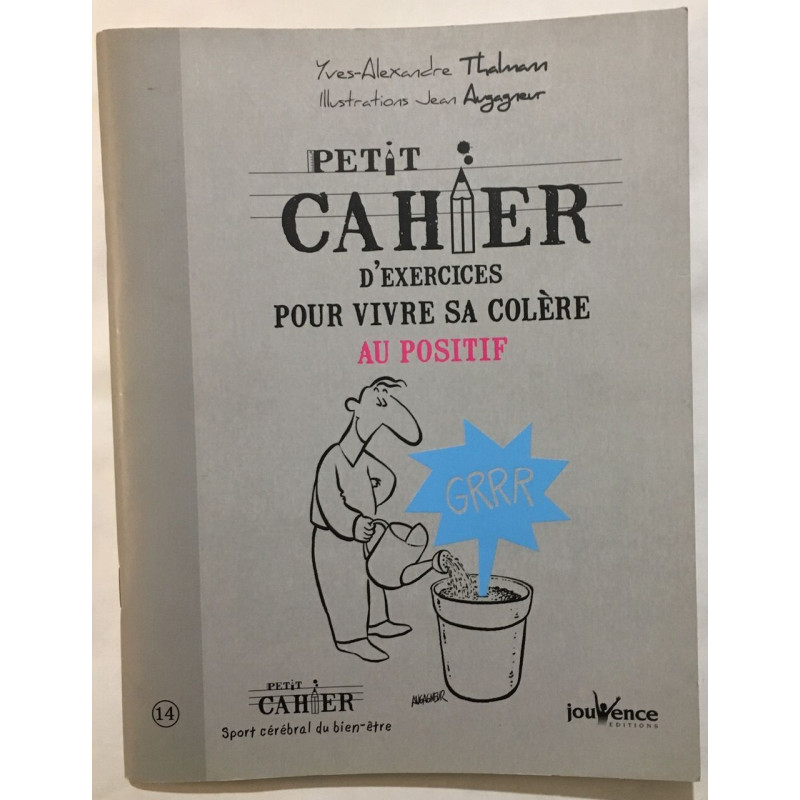 Yves-Alexandre Thalmann
Illustrations Jean Augagneur
PETIT
CAHIER
D'EXERCICES
POUR VIVRE SA COLÈRE
AU POSITIF
GRRR
AUGAGNEUR
PETIT
CAHIER
Sport cérébral du bien-être
14
jouvence
EDITIONS